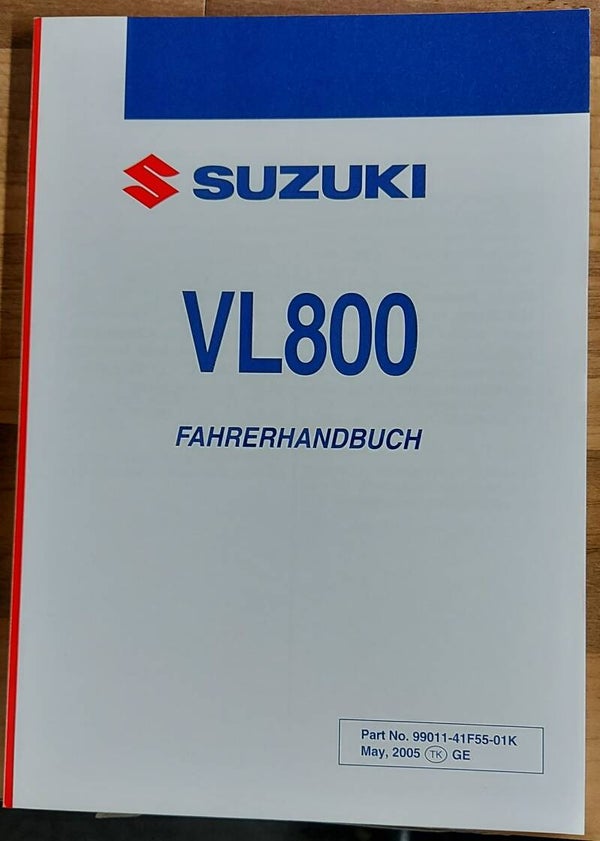 SUZUKI
VL800
FAHRERHANDBUCH
Part No. 99011-41F55-01K
May, 2005 TK GE